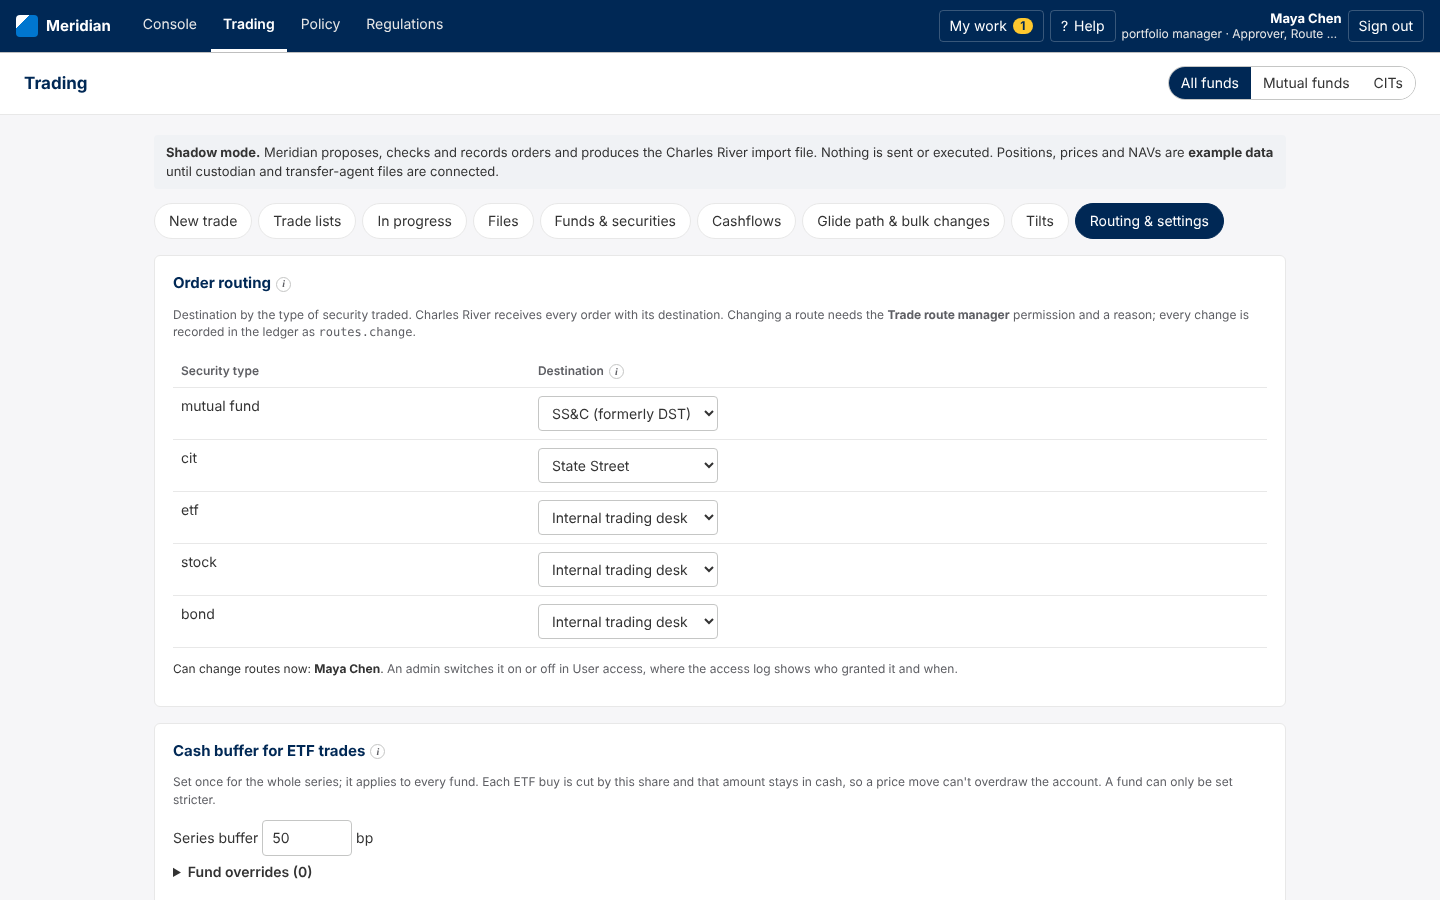 Meridian
Console
Trading
Policy
Regulations
My work 1
? Help
Maya Chen
portfolio manager · Approver, Route ...
Sign out
Trading
All funds
Mutual funds
CITs
Shadow mode. Meridian proposes, checks and records orders and produces the Charles River import file. Nothing is sent or executed. Positions, prices and NAVs are example data
until custodian and transfer-agent files are connected.
New trade
Trade lists
In progress
Files
Funds & securities
Cashflows
Glide path & bulk changes
Tilts
Routing & settings
Order routing i
Destination by the type of security traded. Charles River receives every order with its destination. Changing a route needs the Trade route manager permission and a reason; every change is
recorded in the ledger as routes.change.
Security type
Destination i
mutual fund
SS&C (formerly DST)
cit
State Street
etf
Internal trading desk
stock
Internal trading desk
bond
Internal trading desk
Can change routes now: Maya Chen. An admin switches it on or off in User access, where the access log shows who granted it and when.
Cash buffer for ETF trades i
Set once for the whole series; it applies to every fund. Each ETF buy is cut by this share and that amount stays in cash, so a price move can't overdraw the account. A fund can only be set
stricter.
Series buffer 50 bp
Fund overrides (0)